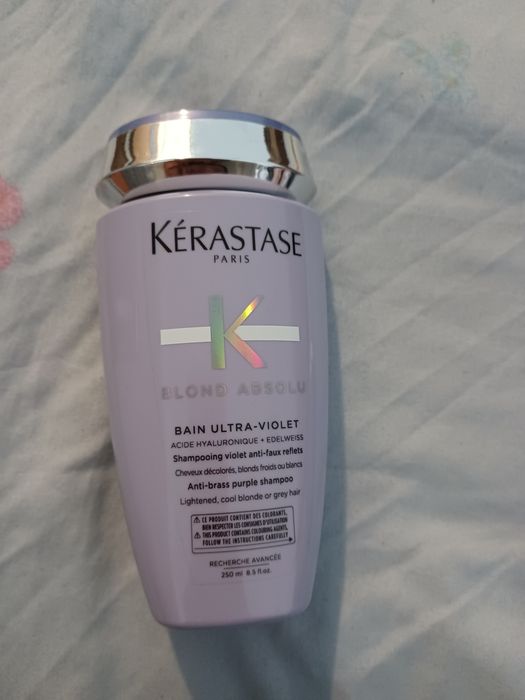 KÉRASTASE
PARIS
K
BLOND ABSOLU
BAIN ULTRA-VIOLET
ACIDE HYALURONIQUE + EDELWEISS
Shampooing violet anti-faux reflets
Cheveux décolorés, blonds froids ou blancs
Anti-brass purple shampoo
Lightened, cool blonde or grey hair
⚠ CE PRODUIT CONTIENT DES COLORANTS,
BIEN RESPECTER LES CONSIGNES D'UTILISATION
⚠ THIS PRODUCT CONTAINS COLOURING AGENTS,
FOLLOW THE INSTRUCTIONS CAREFULLY
RECHERCHE AVANCÉE
250 ml 8.5 fl.oz.